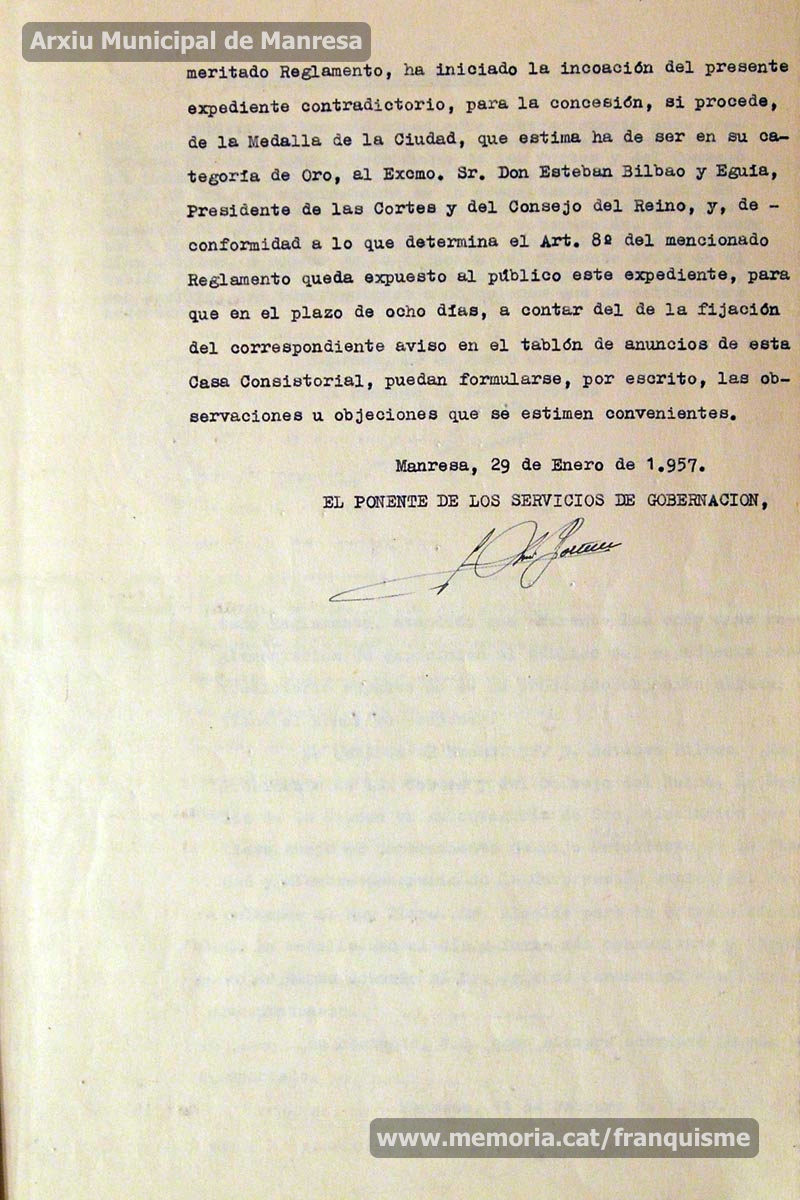 Arxiu Municipal de Manresa
meritado Reglamento, ha iniciado la incoación del presente
expediente contradictorio, para la concesión, si procede,
de la Medalla de la Ciudad, que estima ha de ser en su ca-
tegoría de Oro, al Excmo. Sr. Don Esteban Bilbao y Eguía,
Presidente de las Cortes y del Consejo del Reino, y, de -
conformidad a lo que determina el Art. 8º del mencionado
Reglamento queda expuesto al público este expediente, para
que en el plazo de ocho días, a contar del de la fijación
del correspondiente aviso en el tablón de anuncios de esta
Casa Consistorial, puedan formularse, por escrito, las ob-
servaciones u objeciones que se estimen convenientes.
Manresa, 29 de Enero de 1.957.
EL PONENTE DE LOS SERVICIOS DE GOBERNACION,
www.memoria.cat/franquisme